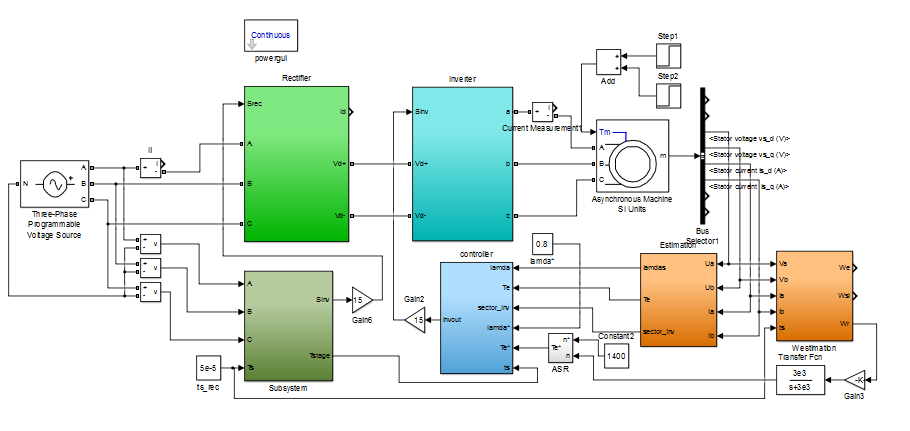 Continuous
powergui
Step1
Add
Step2
Rectifier
Inverter
Srec
Id
A
Vd+
B
Vd-
C
SInv
a
Vd+
b
Vd-
c
I
+
-
Current Measurement1
Tm
A
B
C
m
Asynchronous Machine
SI Units
<Stator voltage vs_q (V)>
<Stator voltage vs_d (V)>
<Stator current is_q (A)>
<Stator current is_d (A)>
Bus
Selector1
N
A
B
C
Three-Phase
Programmable
Voltage Source
+
-
I
+
-
v
+
-
v
+
-
v
A
B
C
Ts
SInv
Tstage
Subsystem
5e-5
ts_rec
15
Gain6
15
Gain2
controller
lamda
Te
sector_inv
lamda*
Te*
ts
Invout
0.8
lamda*
Estimation
lamdas
Te
sector_inv
Ua
Ub
Ia
Ib
Constant2
1400
n*
Te*
n
ASR
Va
Vb
Ia
Ib
ts
We
Wsl
Wr
Westimation
Transfer Fcn
3e3
s+3e3
-K
Gain3